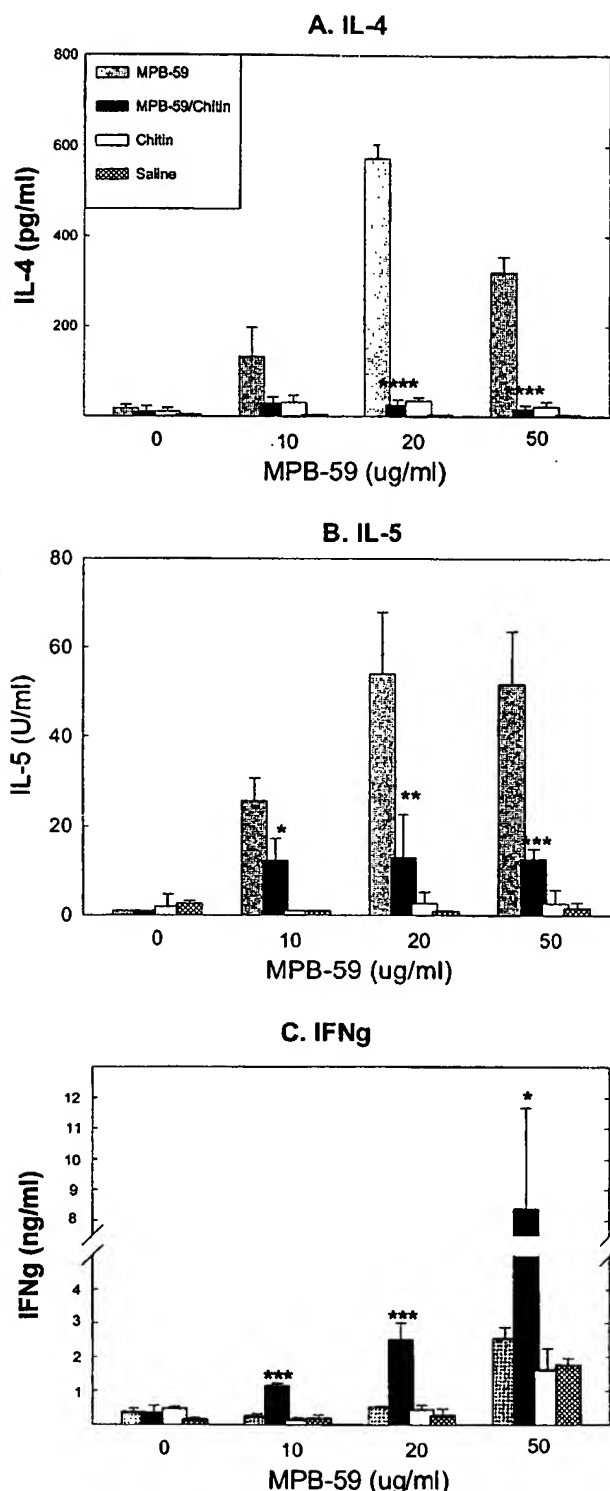 A. IL-4
800
600
400
200
IL-4 (pg/ml)
MPB-59
MPB-59/Chitin
Chitin
Saline
**** ****
0 10 20 50
MPB-59 (ug/ml)
B. IL-5
80
60
40
20
0
IL-5 (U/ml)
* ** ***
0 10 20 50
MPB-59 (ug/ml)
C. IFNg
12
11
10
9
8
4
3
2
1
IFNg (ng/ml)
*** *** *
0 10 20 50
MPB-59 (ug/ml)